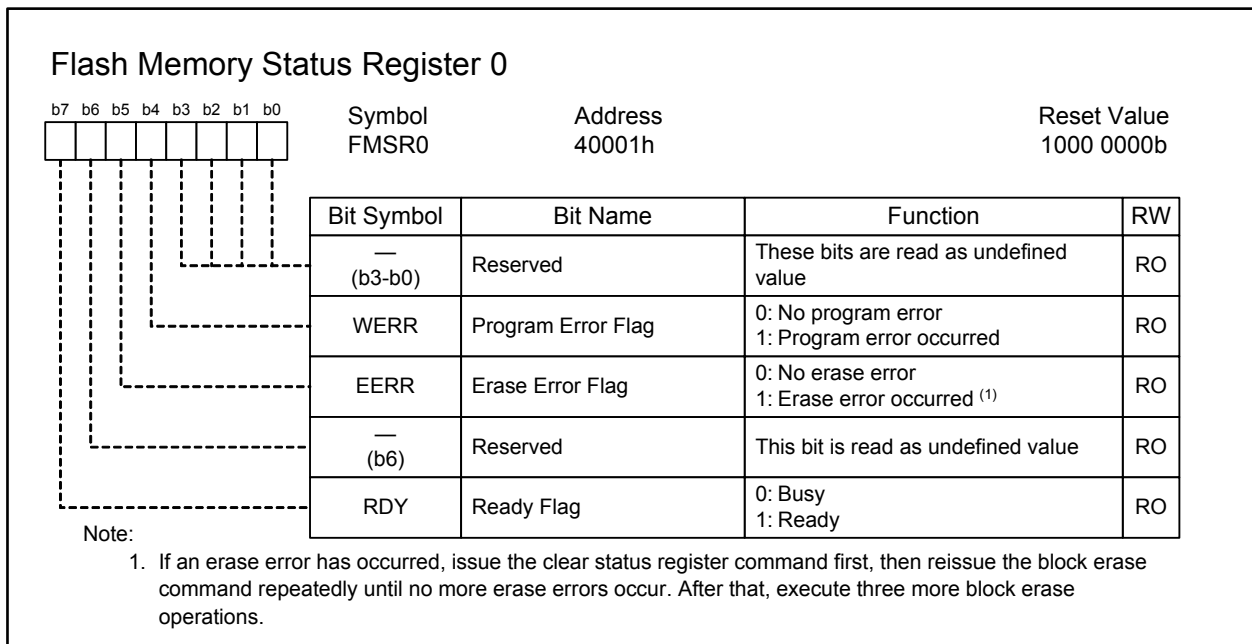 Flash Memory Status Register 0
b7 b6 b5 b4 b3 b2 b1 b0
Symbol Address Reset Value
FMSR0 40001h 1000 0000b
Bit Symbol Bit Name Function RW
— (b3-b0) Reserved These bits are read as undefined value RO
WERR Program Error Flag 0: No program error
1: Program error occurred RO
EERR Erase Error Flag 0: No erase error
1: Erase error occurred (1) RO
— (b6) Reserved This bit is read as undefined value RO
RDY Ready Flag 0: Busy
1: Ready RO
Note:
1. If an erase error has occurred, issue the clear status register command first, then reissue the block erase
command repeatedly until no more erase errors occur. After that, execute three more block erase
operations.